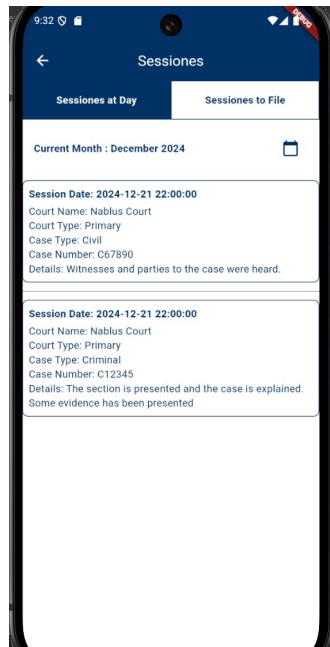 9:32
DEBUG
Sessiones
Sessiones at Day
Sessiones to File
Current Month : December 2024
Session Date: 2024-12-21 22:00:00
Court Name: Nablus Court
Court Type: Primary
Case Type: Civil
Case Number: C67890
Details: Witnesses and parties to the case were heard.
Session Date: 2024-12-21 22:00:00
Court Name: Nablus Court
Court Type: Primary
Case Type: Criminal
Case Number: C12345
Details: The section is presented and the case is explained.
Some evidence has been presented